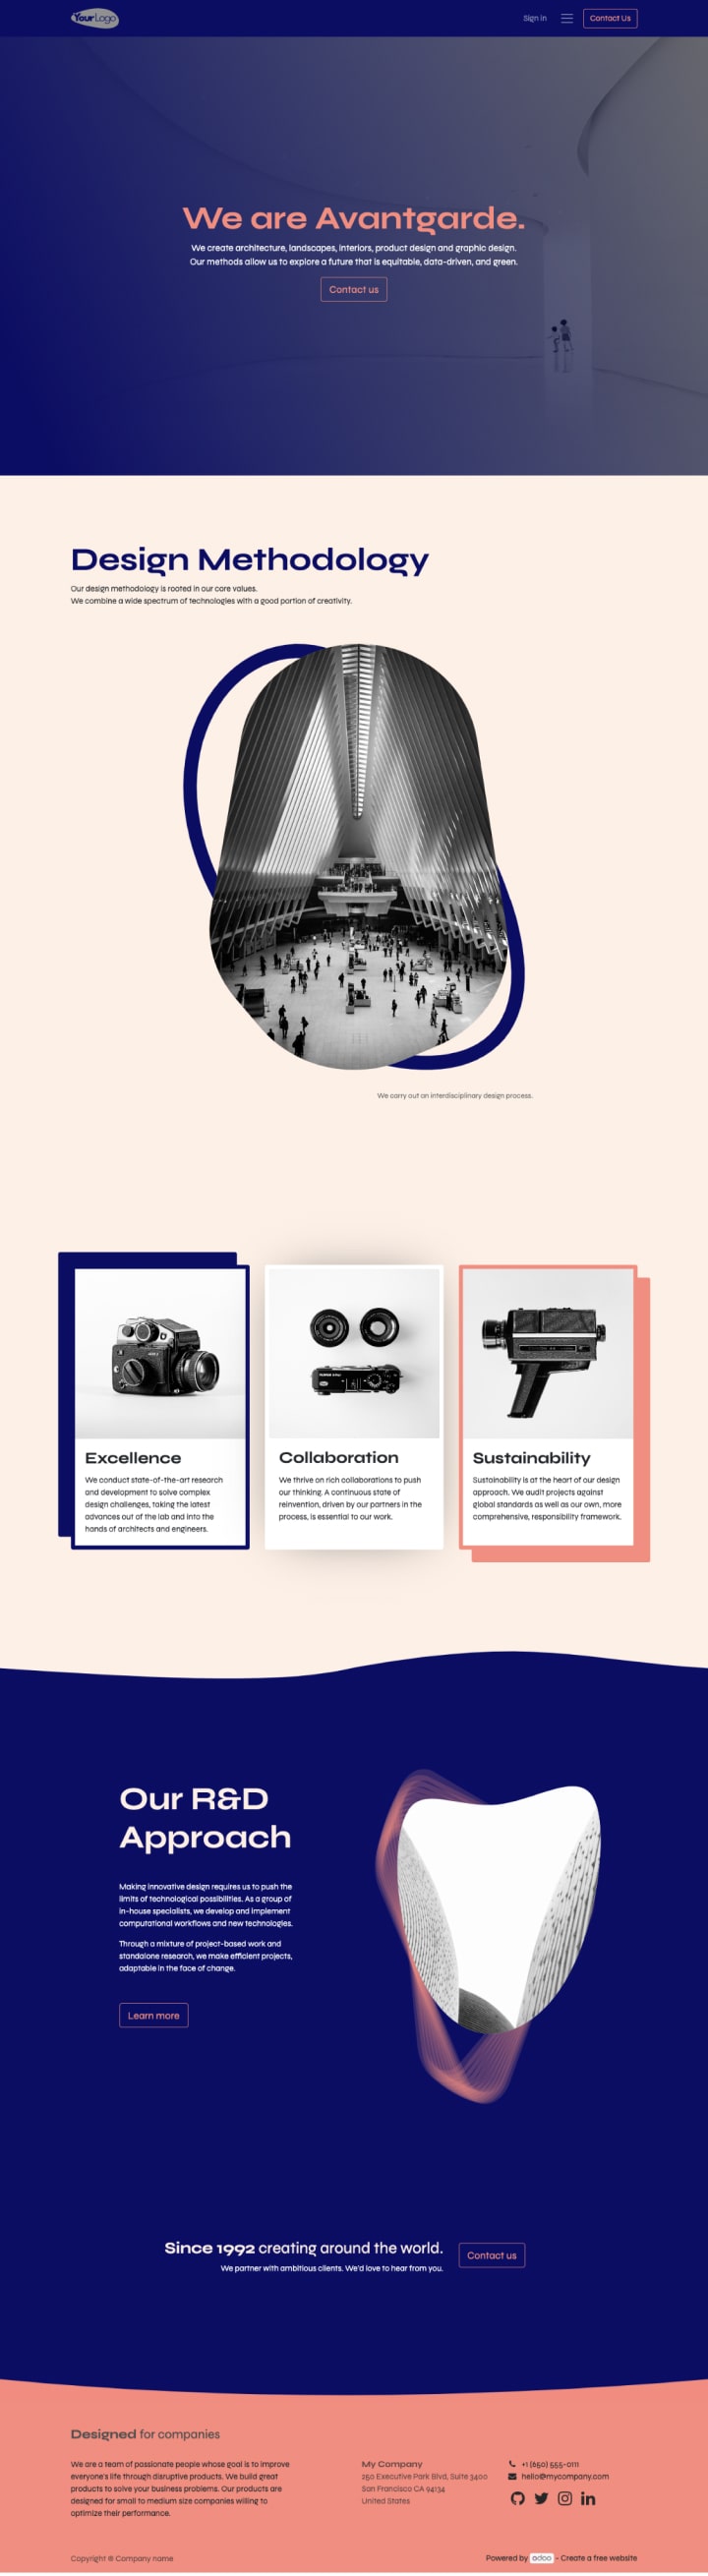 YourLogo
Sign in
Contact Us
We are Avantgarde.
We create architecture, landscapes, interiors, product design and graphic design.
Our methods allow us to explore a future that is equitable, data-driven, and green.
Contact us
Design Methodology
Our design methodology is rooted in our core values.
We combine a wide spectrum of technologies with a good portion of creativity.
We carry out an interdisciplinary design process.
Excellence
We conduct state-of-the-art research
and development to solve complex
design challenges, taking the latest
advances out of the lab and into the
hands of architects and engineers.
Collaboration
We thrive on rich collaborations to push
our thinking. A continuous state of
reinvention, driven by our partners in the
process, is essential to our work.
Sustainability
Sustainability is at the heart of our design
approach. We audit projects against
global standards as well as our own, more
comprehensive, responsibility framework.
Our R&D
Approach
Making innovative design requires us to push the
limits of technological possibilities. As a group of
in-house specialists, we develop and implement
computational workflows and new technologies.
Through a mixture of project-based work and
standalone research, we make efficient projects,
adaptable in the face of change.
Learn more
Since 1992 creating around the world.
We partner with ambitious clients. We'd love to hear from you.
Contact us
Designed for companies
We are a team of passionate people whose goal is to improve
everyone's life through disruptive products. We build great
products to solve your business problems. Our products are
designed for small to medium size companies willing to
optimize their performance.
My Company
250 Executive Park Blvd, Suite 3400
San Francisco CA 94134
United States
+1 (650) 555-0111
hello@mycompany.com
Copyright © Company name
Powered by odoo - Create a free website